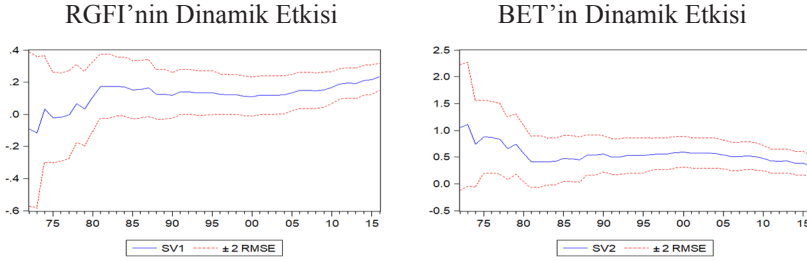 RGFI’nin Dinamik Etkisi
.4
.2
.0
-.2
-.4
-.6
75 80 85 90 95 00 05 10 15
SV1 ± 2 RMSE
BET’in Dinamik Etkisi
2.5
2.0
1.5
1.0
0.5
0.0
-0.5
75 80 85 90 95 00 05 10 15
SV2 ± 2 RMSE